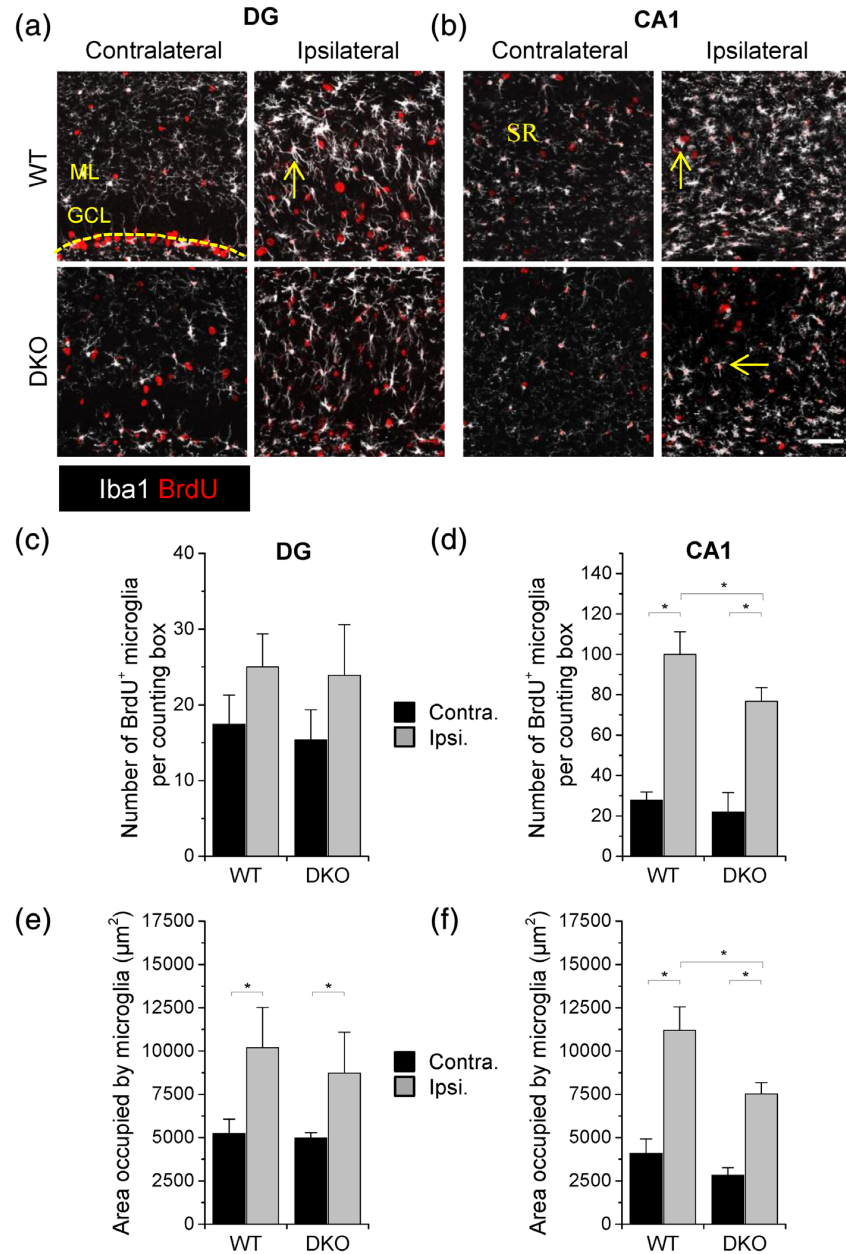 (a) DG (b) CA1
Contralateral Ipsilateral Contralateral Ipsilateral
WT
ML
GCL
SR
DKO
Iba1 BrdU
(c) DG
Number of BrdU⁺ microglia
per counting box
40
30
20
10
0
WT DKO
Contra.
Ipsi.
(d) CA1
Number of BrdU⁺ microglia
per counting box
140
120
100
80
60
40
20
0
* * *
WT DKO
(e)
Area occupied by microglia (µm²)
17500
15000
12500
10000
7500
5000
2500
0
* *
WT DKO
Contra.
Ipsi.
(f)
Area occupied by microglia (µm²)
17500
15000
12500
10000
7500
5000
2500
0
* * *
WT DKO